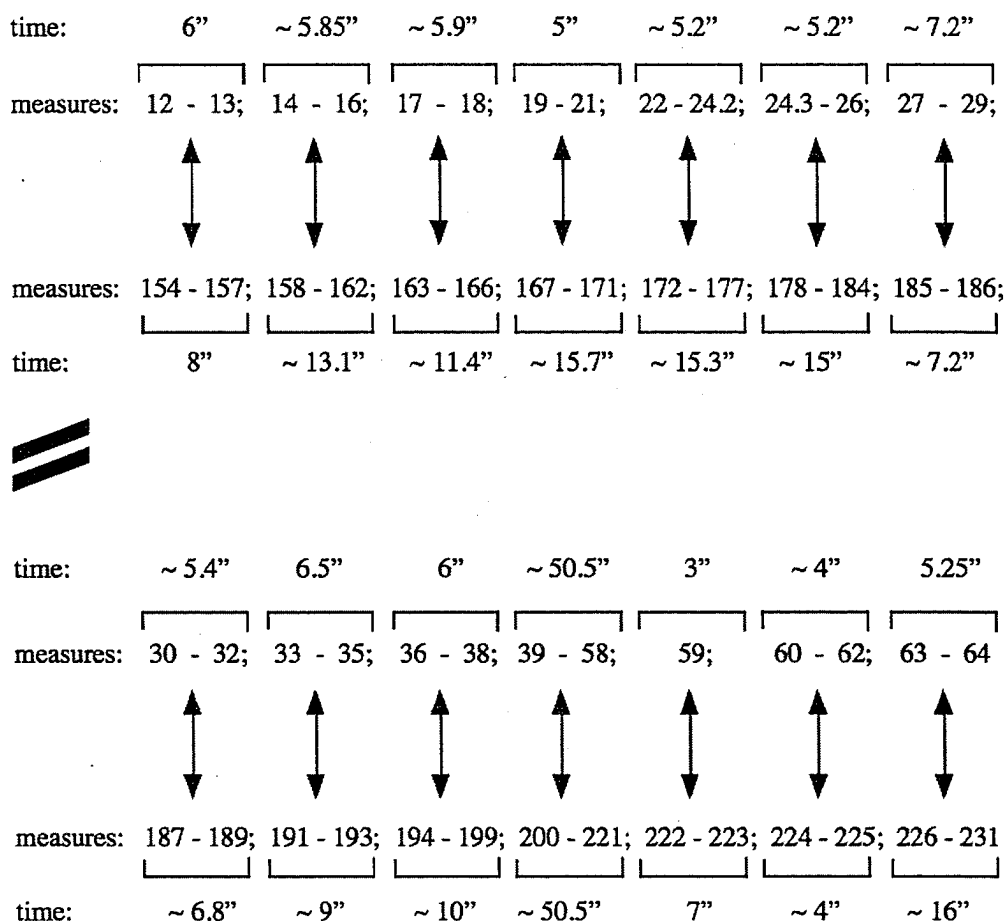 time: 6” ~ 5.85” ~ 5.9” 5” ~ 5.2” ~ 5.2” ~ 7.2”
measures: 12 - 13; 14 - 16; 17 - 18; 19 - 21; 22 - 24.2; 24.3 - 26; 27 - 29;
measures: 154 - 157; 158 - 162; 163 - 166; 167 - 171; 172 - 177; 178 - 184; 185 - 186;
time: 8” ~ 13.1” ~ 11.4” ~ 15.7” ~ 15.3” ~ 15” ~ 7.2”
time: ~ 5.4” 6.5” 6” ~ 50.5” 3” ~ 4” 5.25”
measures: 30 - 32; 33 - 35; 36 - 38; 39 - 58; 59; 60 - 62; 63 - 64
measures: 187 - 189; 191 - 193; 194 - 199; 200 - 221; 222 - 223; 224 - 225; 226 - 231
time: ~ 6.8” ~ 9” ~ 10” ~ 50.5” 7” ~ 4” ~ 16”